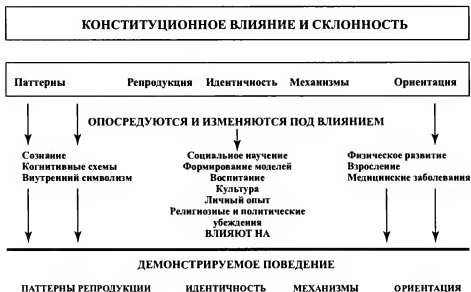 КОНСТИТУЦИОННОЕ ВЛИЯНИЕ И СКЛОННОСТЬ
Паттерны Репродукция Идентичность Механизмы Ориентация
ОПОСРЕДУЮТСЯ И ИЗМЕНЯЮТСЯ ПОД ВЛИЯНИЕМ
Сознание
Когнитивные схемы
Внутренний символизм
Социальное научение
Формирование моделей
Воспитание
Культура
Личный опыт
Религиозные и политические
убеждения
ВЛИЯЮТ НА
Физическое развитие
Взросление
Медицинские заболевания
ДЕМОНСТРИРУЕМОЕ ПОВЕДЕНИЕ
ПАТТЕРНЫ РЕПРОДУКЦИИ ИДЕНТИЧНОСТЬ МЕХАНИЗМЫ ОРИЕНТАЦИЯ